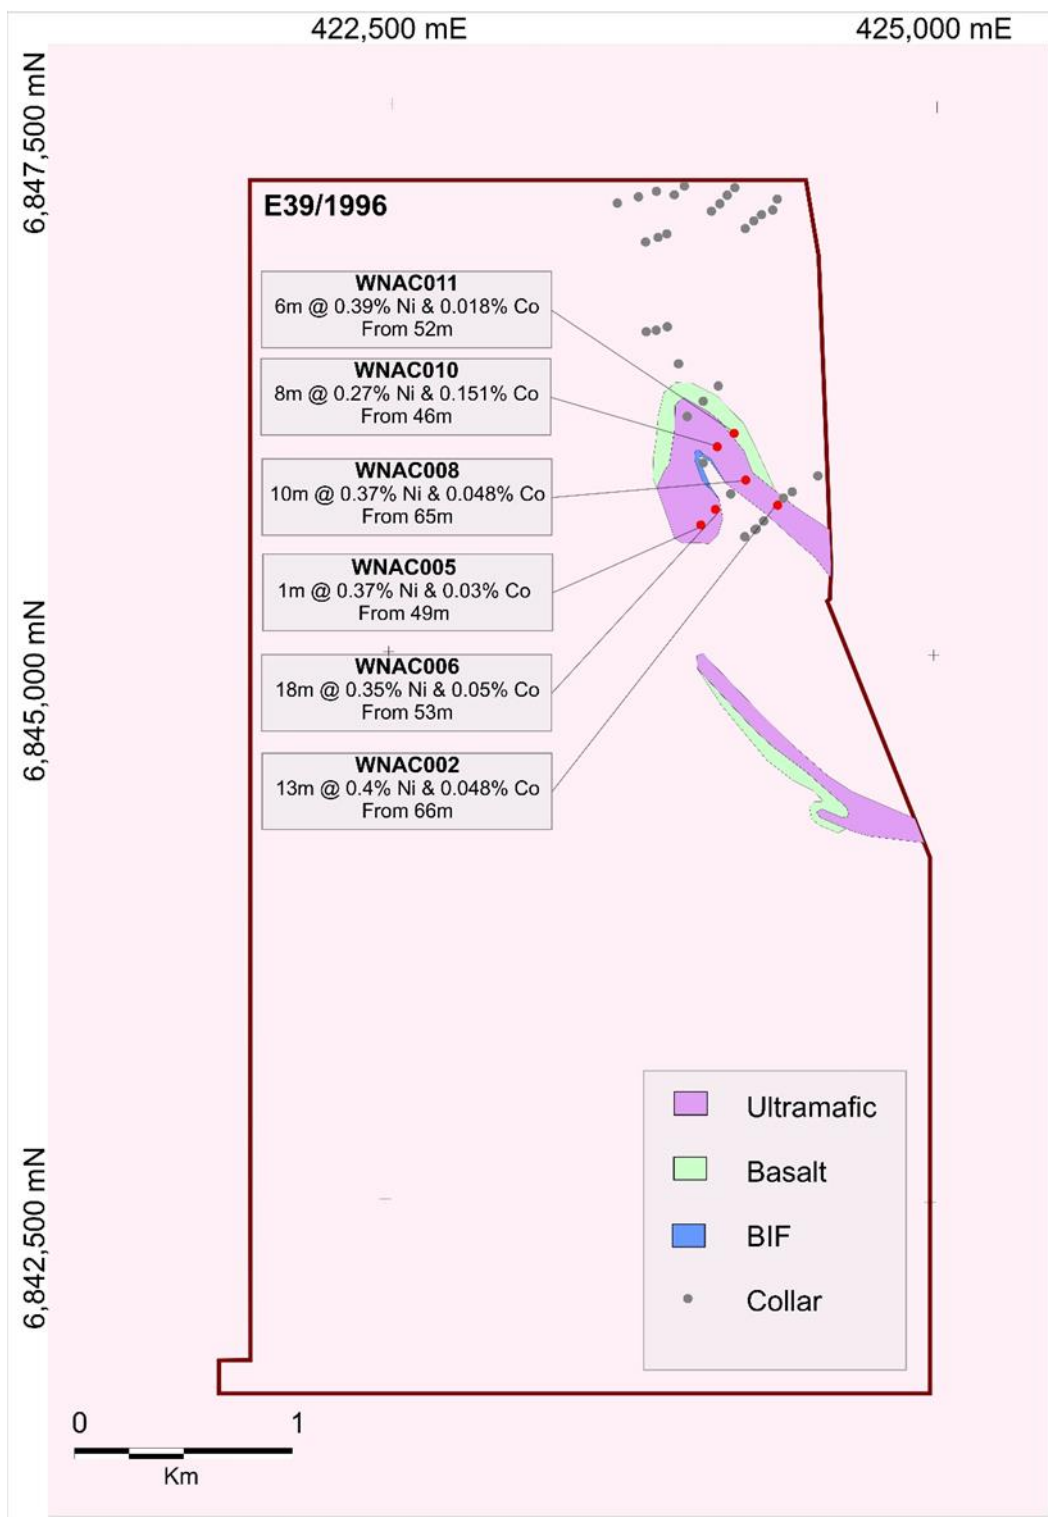 422,500 mE
425,000 mE
6,847,500 mN
E39/1996
WNAC011
6m @ 0.39% Ni & 0.018% Co
From 52m
WNAC010
8m @ 0.27% Ni & 0.151% Co
From 46m
WNAC008
10m @ 0.37% Ni & 0.048% Co
From 65m
WNAC005
1m @ 0.37% Ni & 0.03% Co
From 49m
6,845,000 mN
WNAC006
18m @ 0.35% Ni & 0.05% Co
From 53m
WNAC002
13m @ 0.4% Ni & 0.048% Co
From 66m
6,842,500 mN
Ultramafic
Basalt
BIF
Collar
0
1
Km